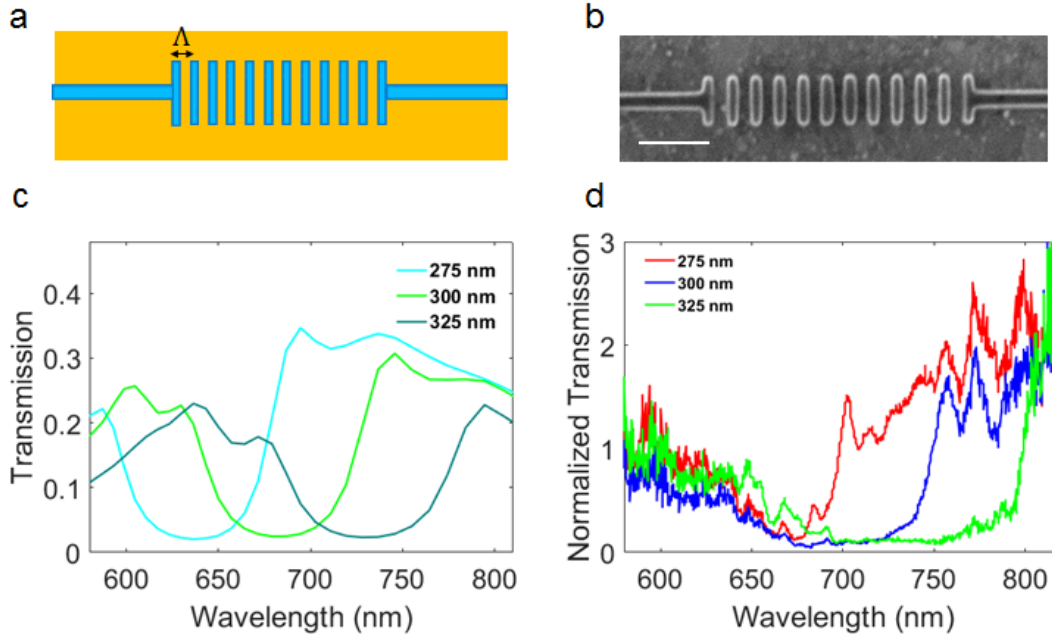 a
Λ
b
c
275 nm
300 nm
325 nm
0.4
0.3
0.2
0.1
0
Transmission
600
650
700
750
800
Wavelength (nm)
d
275 nm
300 nm
325 nm
3
2
1
0
Normalized Transmission
600
650
700
750
800
Wavelength (nm)